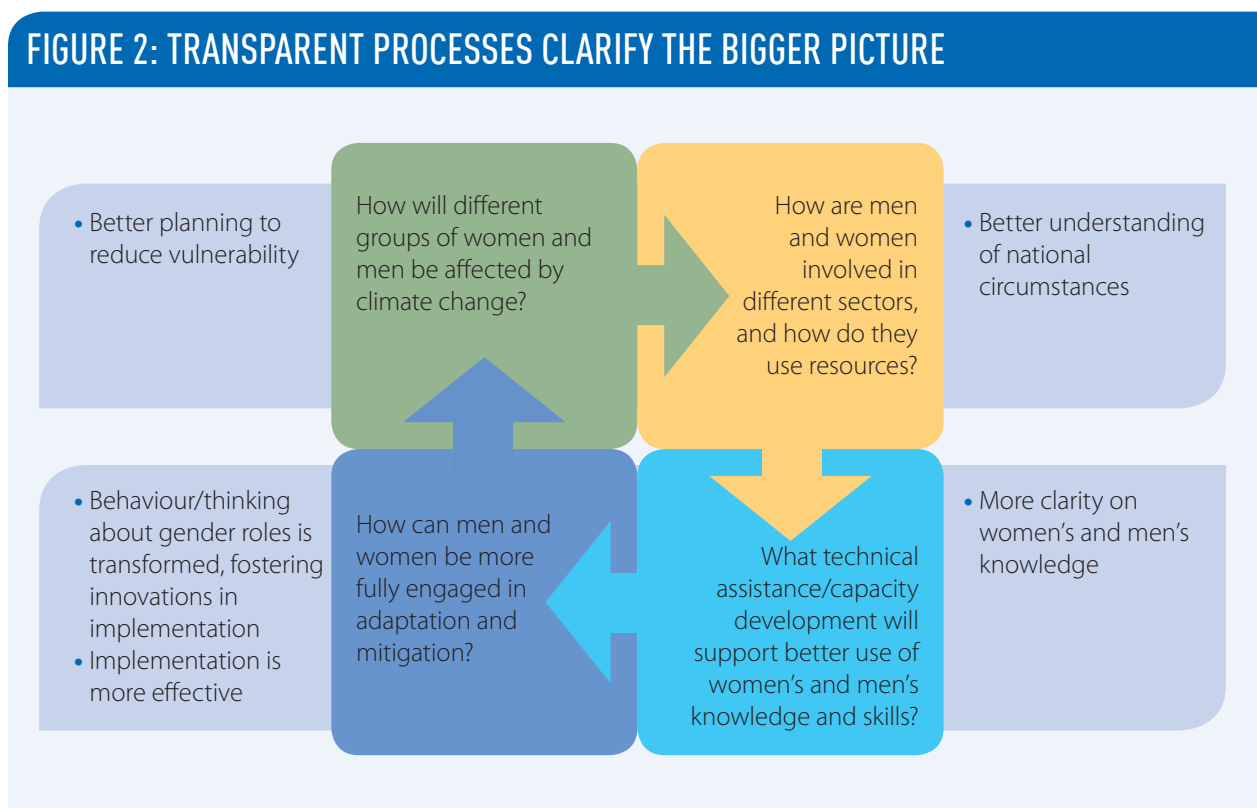 FIGURE 2: TRANSPARENT PROCESSES CLARIFY THE BIGGER PICTURE
• Better planning to
reduce vulnerability
How will different
groups of women and
men be affected by
climate change?
How are men
and women
involved in
different sectors,
and how do they
use resources?
• Better understanding
of national
circumstances
• Behaviour/thinking
about gender roles is
transformed, fostering
innovations in
implementation
• Implementation is
more effective
How can men and
women be more
fully engaged in
adaptation and
mitigation?
What technical
assistance/capacity
development will
support better use of
women’s and men’s
knowledge and skills?
• More clarity on
women’s and men’s
knowledge